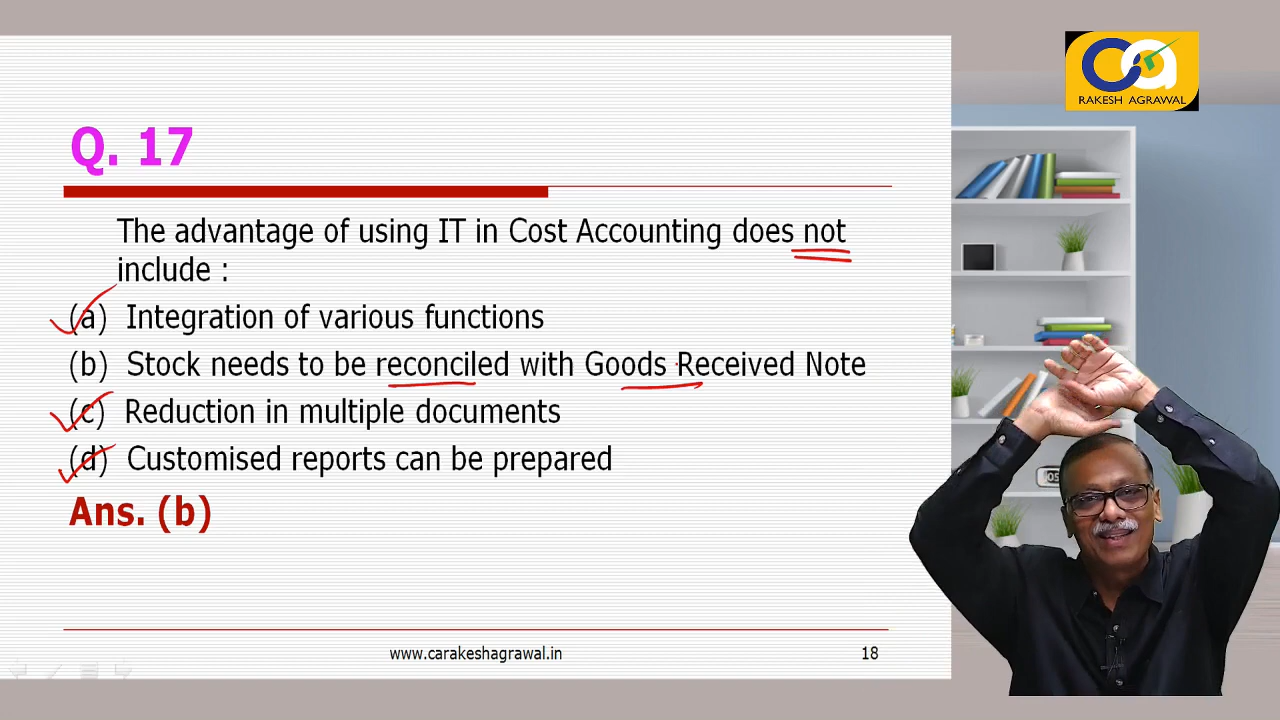 RAKESH AGRAWAL
Q. 17
The advantage of using IT in Cost Accounting does not
include :
(a) Integration of various functions
(b) Stock needs to be reconciled with Goods Received Note
(c) Reduction in multiple documents
(d) Customised reports can be prepared
Ans. (b)
www.carakeshagrawal.in
18